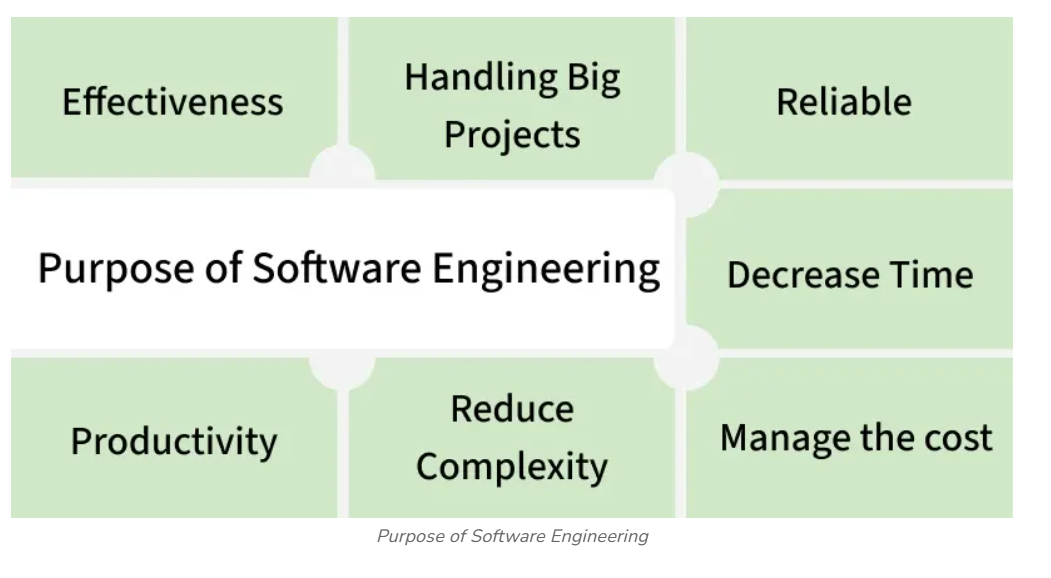 Effectiveness
Handling Big
Projects
Reliable
Purpose of Software Engineering
Decrease Time
Productivity
Reduce
Complexity
Manage the cost
Purpose of Software Engineering